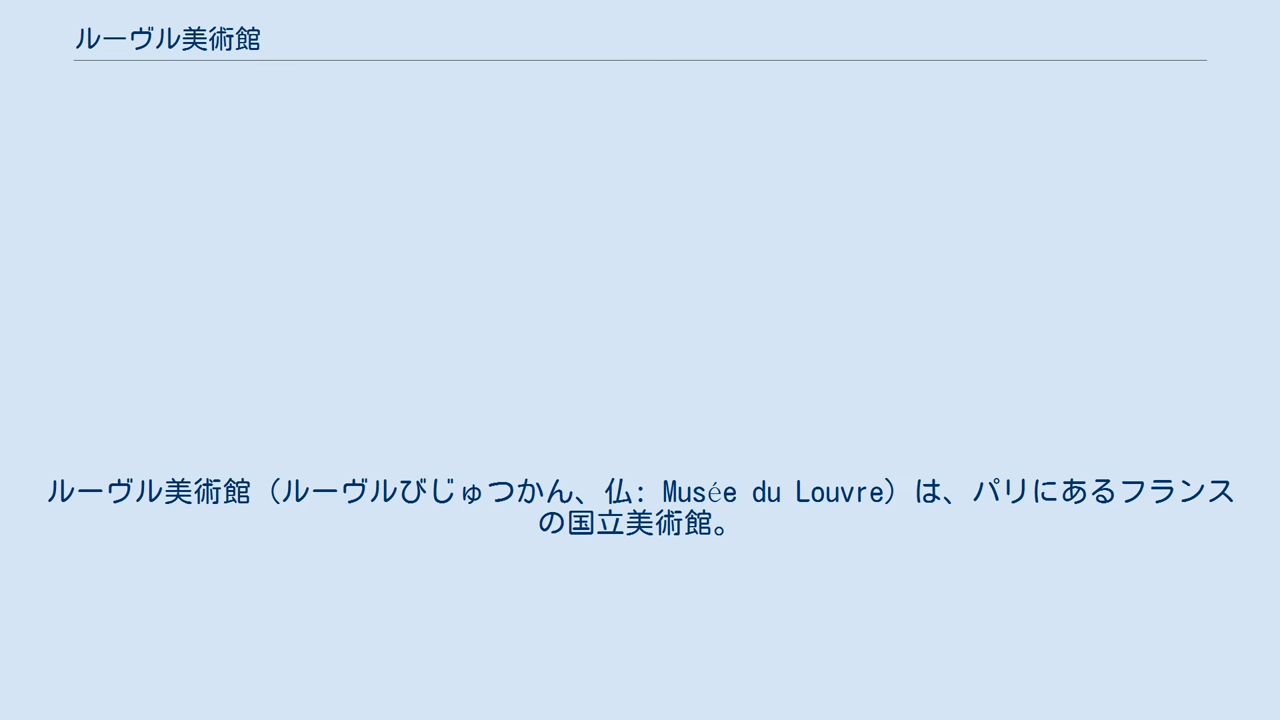 ルーヴル美術館
ルーヴル美術館（ルーヴルびじゅつかん、仏: Musée du Louvre）は、パリにあるフランス
の国立美術館。